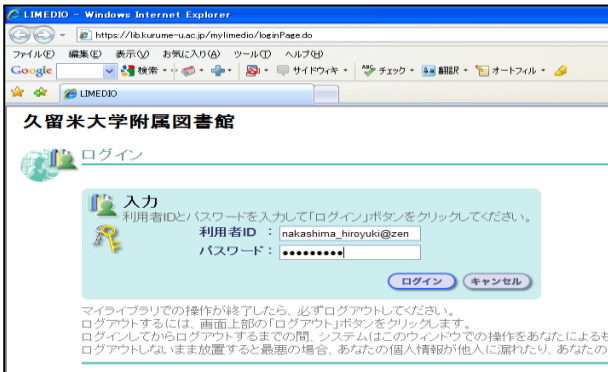 LIMEDIO - Windows Internet Explorer
https://lib.kurume-u.ac.jp/mylimedio/loginPage.do
ファイル(F) 編集(E) 表示(V) お気に入り(A) ツール(T) ヘルプ(H)
Google 検索 サイドウィキ チェック 翻訳 オートフィル
LIMEDIO
久留米大学附属図書館
ログイン
入力
利用者IDとパスワードを入力して「ログイン」ボタンをクリックしてください。
利用者ID : nakashima_hiroyuki@zen
パスワード : ●●●●●●●●●
ログイン キャンセル
マイライブラリでの操作が終了したら、必ずログアウトしてください。
ログアウトするには、画面上部の「ログアウト」ボタンをクリックします。
ログインしてからログアウトするまでの間、システムはこのウィンドウでの操作をあなたによるも
ログアウトしないまま放置すると最悪の場合、あなたの個人情報が他人に漏れたり、あなたの